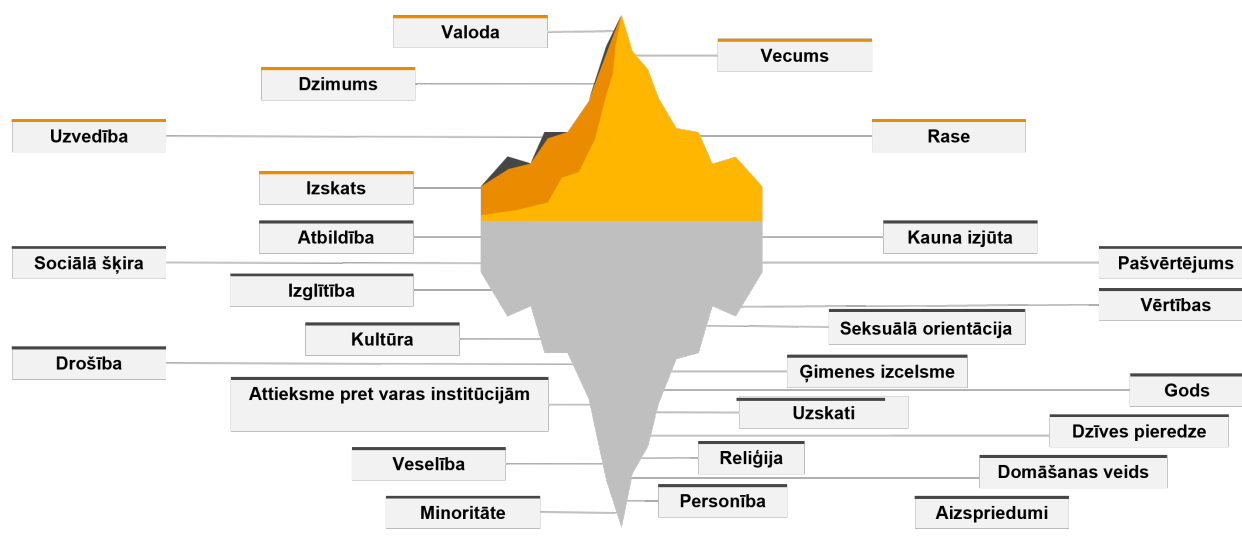 Valoda
Vecums
Dzimums
Uzvedība
Rase
Izskats
Atbildība
Kauna izjūta
Sociālā šķira
Pašvērtējums
Izglītība
Vērtības
Kultūra
Seksuālā orientācija
Drošība
Ģimenes izcelsme
Attieksme pret varas institūcijām
Gods
Uzskati
Dzīves pieredze
Veselība
Reliģija
Domāšanas veids
Minoritāte
Personība
Aizspriedumi